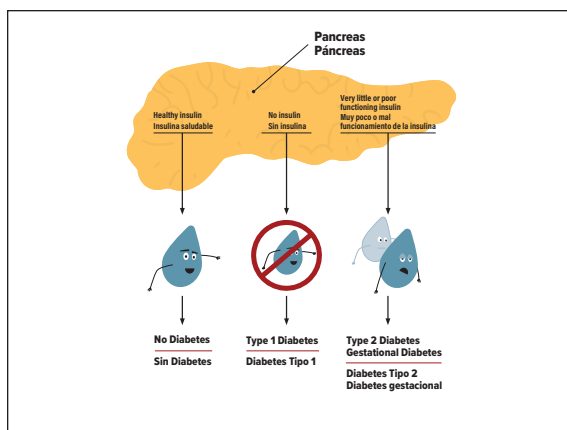 Pancreas
Páncreas
Healthy insulin
Insulina saludable
No insulin
Sin insulina
Very little or poor
functioning insulin
Muy poco o mal
funcionamiento de la insulina
No Diabetes
Sin Diabetes
Type 1 Diabetes
Diabetes Tipo 1
Type 2 Diabetes
Gestational Diabetes
Diabetes Tipo 2
Diabetes gestacional